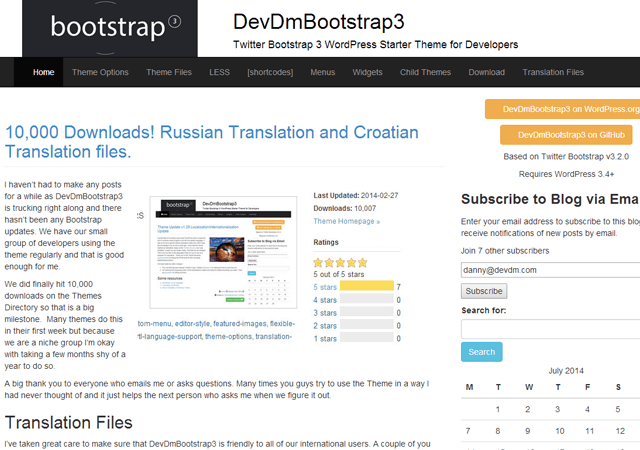 bootstrap 3
DevDmBootstrap3
Twitter Bootstrap 3 WordPress Starter Theme for Developers
Home Theme Options Theme Files LESS [shortcodes] Menus Widgets Child Themes Download Translation Files
10,000 Downloads! Russian Translation and Croatian
Translation files.
I haven't had to make any posts
for a while as DevDmBootstrap3
is trucking right along and there
hasn't been any Bootstrap
updates. We have our small
group of developers using the
theme regularly and that is good
enough for me.
We did finally hit 10,000
downloads on the Themes
Directory so that is a big
milestone. Many themes do this
in their first week but because
we are a niche group I'm okay
with taking a few months shy of a
year to do so.
bootstrap
DevDmBootstrap3
tom-menu, editor-style, featured-images, flexible-
rtl-language-support, theme-options, translation-
Last Updated: 2014-02-27
Downloads: 10,007
Theme Homepage »
Ratings
5 out of 5 stars
5 stars 7
4 stars 0
3 stars 0
2 stars 0
1 stars 0
A big thank you to everyone who emails me or asks questions. Many times you guys try to use the Theme in a way I
had never thought of and it just helps the next person who asks me when we figure it out.
Translation Files
I've taken great care to make sure that DevDmBootstrap3 is friendly to all of our international users. A couple of you
DevDmBootstrap3 on WordPress.org
DevDmBootstrap3 on GitHub
Based on Twitter Bootstrap v3.2.0
Requires WordPress 3.4+
Subscribe to Blog via Emai
Enter your email address to subscribe to this blog
receive notifications of new posts by email.
Join 7 other subscribers
danny@devdm.com
Subscribe
Search for:
Search
July 2014
M T W T F S
1 2 3 4 5
7 8 9 10 11 12